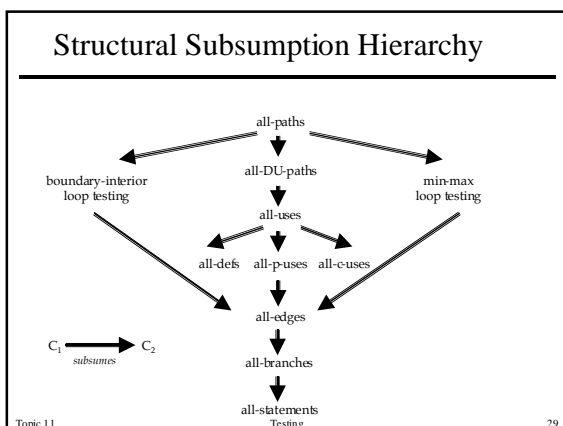 Structural Subsumption Hierarchy
all-paths
boundary-interior
loop testing
all-DU-paths
min-max
loop testing
all-uses
all-defs
all-p-uses
all-c-uses
all-edges
C1
C2
subsumes
all-branches
all-statements
Topic 11
Testing
29